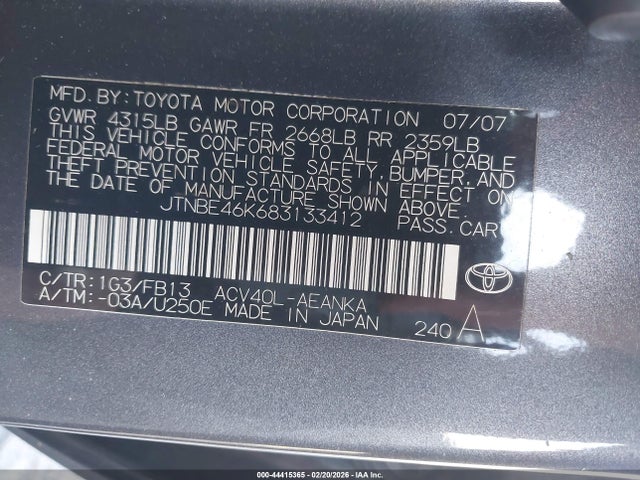 MFD.BY:TOYOTA MOTOR CORPORATION 07/07
GVWR 4315LB GAWR FR 2668LB RR 2359LB
THIS VEHICLE CONFORMS TO ALL APPLICABLE
FEDERAL MOTOR VEHICLE SAFETY,BUMPER,AND
THEFT PREVENTION STANDARDS IN EFFECT ON
THE DATE OF MANUFACTURE SHOWN ABOVE.
JTNBE46K683133412 PASS.CAR
C/TR:1G3/FB13 ACV40L-AEANKA
A/TM:-03A/U250E MADE IN JAPAN 240 A
000-44415365 - 02/20/2026 - IAAI Inc.